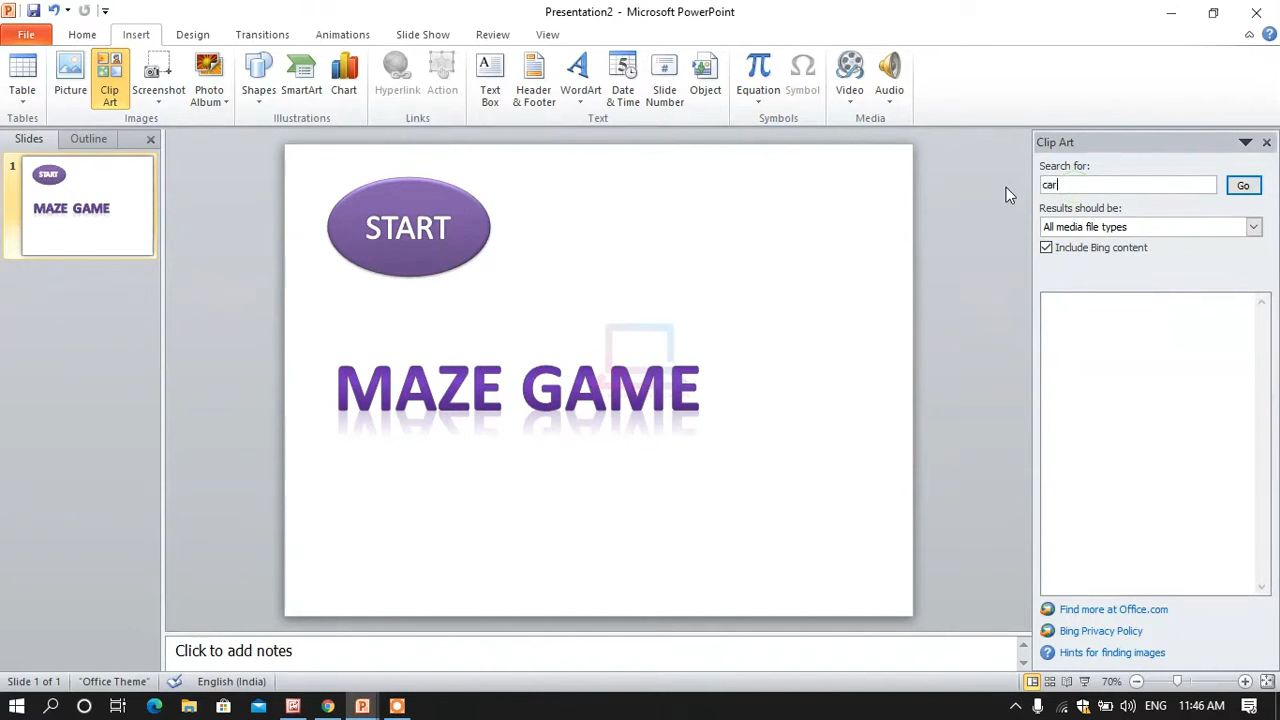 Presentation2 - Microsoft PowerPoint
File Home Insert Design Transitions Animations Slide Show Review View
Table Picture Clip Art Screenshot Photo Album Shapes SmartArt Chart Hyperlink Action Text Box Header & Footer WordArt Date & Time Slide Number Object Equation Symbol Video Audio
Tables Images Illustrations Links Text Symbols Media
Slides Outline
1
START
MAZE GAME
START
MAZE GAME
Click to add notes
Clip Art
Search for:
car
Go
Results should be:
All media file types
Include Bing content
Find more at Office.com
Bing Privacy Policy
Hints for finding images
Slide 1 of 1 "Office Theme" English (India) 70%
ENG 11:46 AM